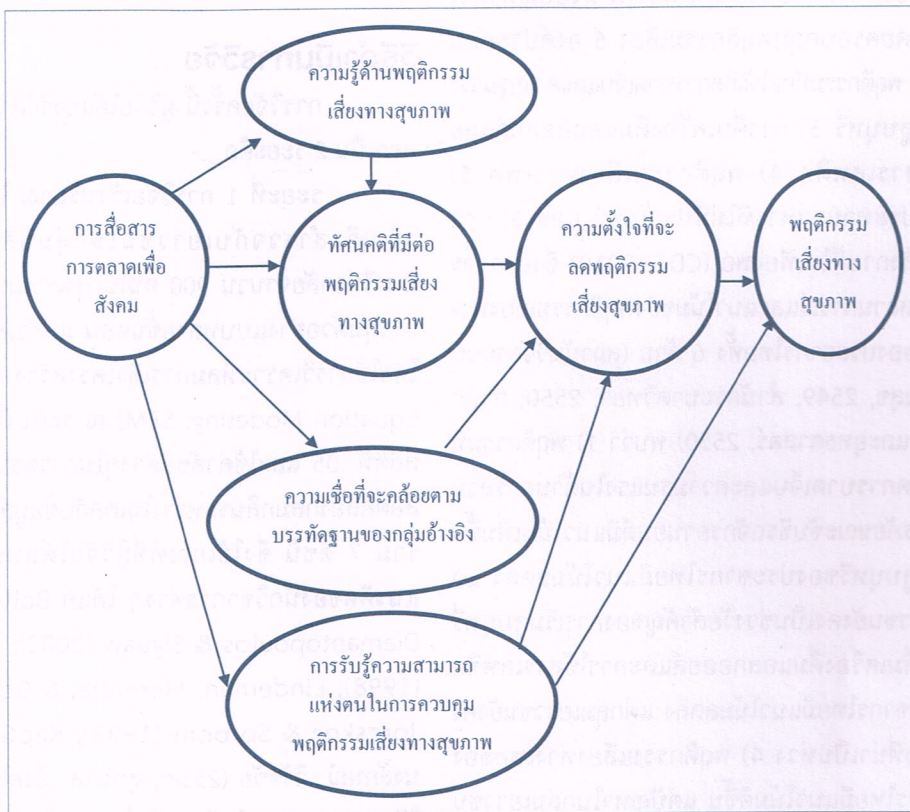 ความรู้ด้านพฤติกรรม
เสี่ยงทางสุขภาพ
การสื่อสาร
การตลาดเพื่อ
สังคม
ทัศนคติที่มีต่อ
พฤติกรรมเสี่ยง
ทางสุขภาพ
ความตั้งใจที่จะ
ลดพฤติกรรม
เสี่ยงสุขภาพ
พฤติกรรม
เสี่ยงทาง
สุขภาพ
ความเชื่อที่จะคล้อยตาม
บรรทัดฐานของกลุ่มอ้างอิง
การรับรู้ความสามารถ
แห่งตนในการควบคุม
พฤติกรรมเสี่ยงทางสุขภาพ